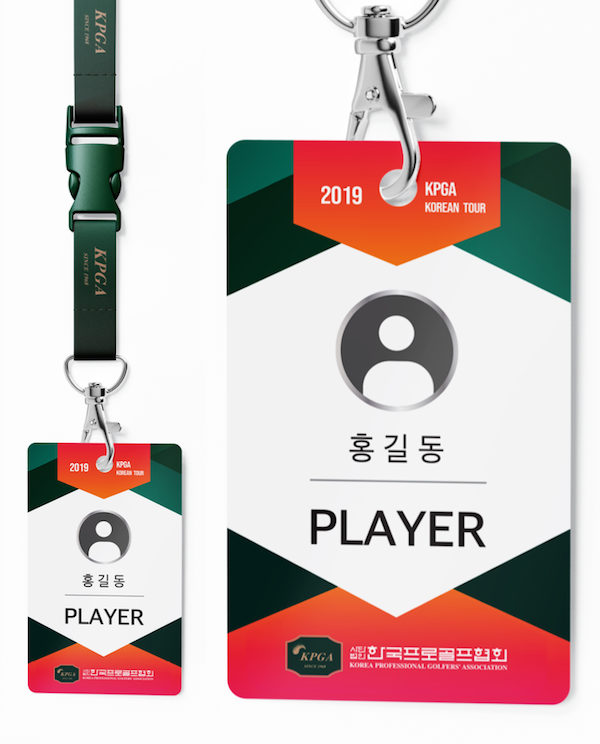 KPGA
SINCE 1968
KPGA
SINCE 1968
2019
KPGA
KOREAN TOUR
홍길동
PLAYER
KPGA
사단법인 한국프로골프협회
KOREA PROFESSIONAL GOLFERS' ASSOCIATION
2019
KPGA
KOREAN TOUR
홍길동
PLAYER
KPGA
SINCE 1968
사단법인 한국프로골프협회
KOREA PROFESSIONAL GOLFERS' ASSOCIATION